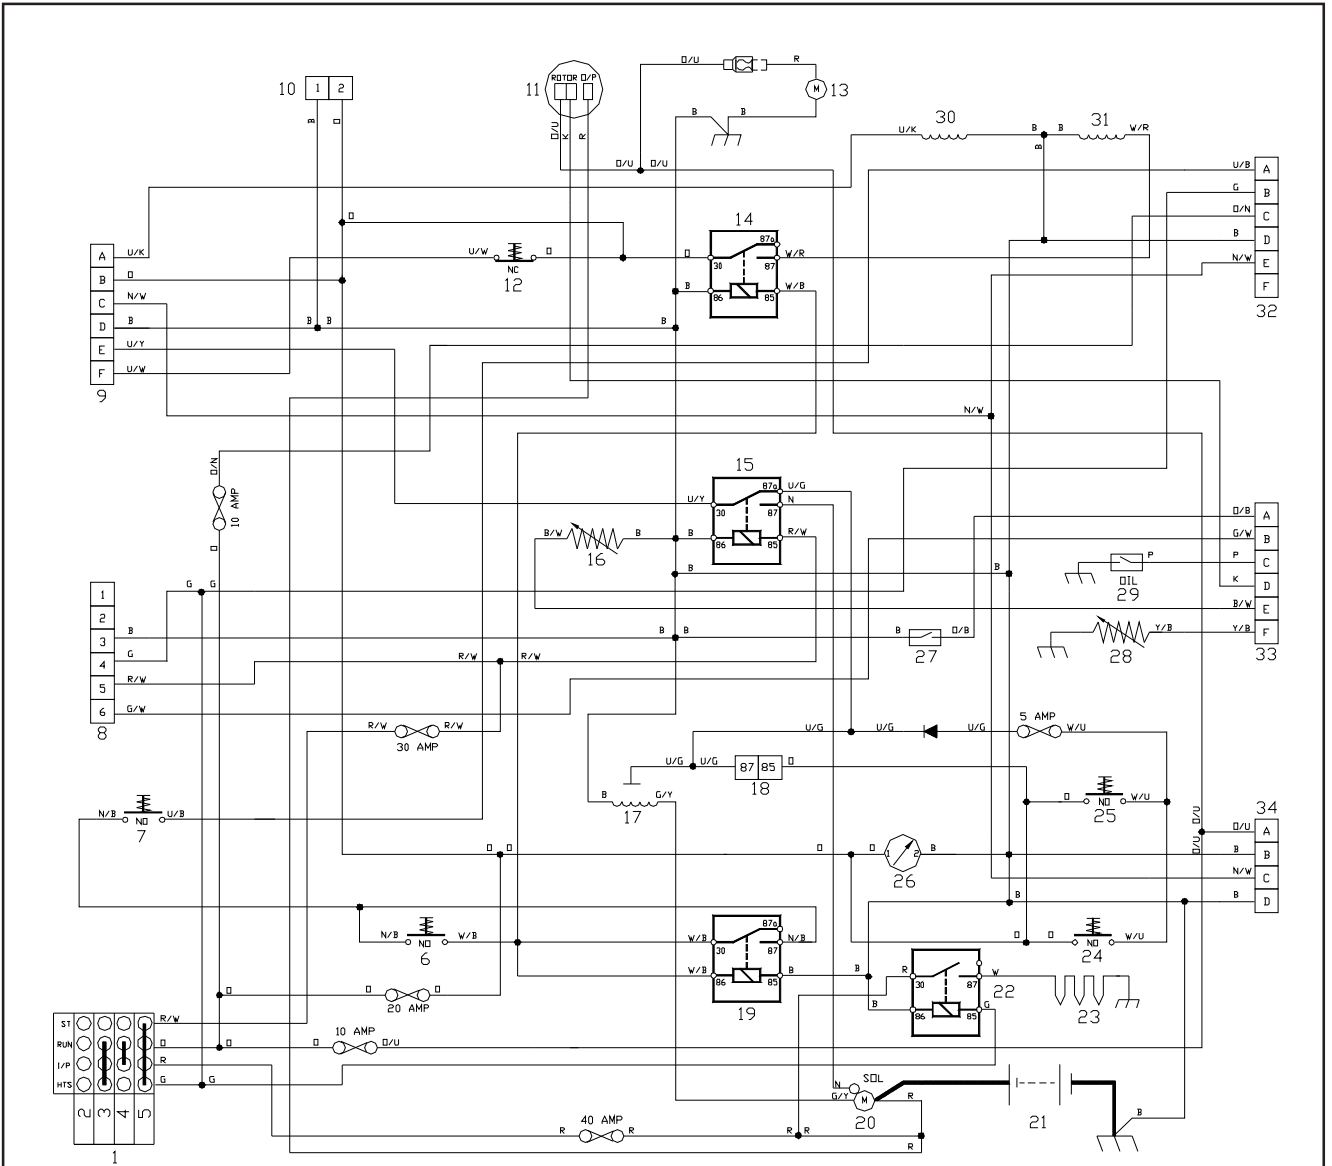 O/U R
10 1 2
11 ROTOR O/P
M 13
B O
O/U K R
B B
O/U O/U
U/K 30 B B 31 W/R
B
U/B A
G B
O/N C
B D
N/W E
F
32
O
14
87a
O 30 87 W/R
B 86 85 W/B
A U/K
B O
C N/W
D B B B B
E U/Y
F U/W
9
U/W O
NC
12
N/W
O/N
10 AMP
O
15
87a U/G
U/Y 30 87 N
B/W B B 86 85 R/W
16
B
O/B A
G/W B
P C
K D
B/W E
Y/B Y/B F
33
OIL
29
28
1
2
3 B
4 G
5 R/W
6 G/W
8
G G
B B B O/B
27
R/W R/W
R/W R/W
30 AMP
U/G U/G U/G 5 AMP W/U
U/G U/G 87 85 O
18
B G/Y
17
N/B U/B
NO
7
O W/U
NO
25
O/U
O/U
34
O/U A
B B
N/W C
B D
O O O O 1 2 B
26
B
N/B W/B
NO
6
87a
W/B 30 87 N/B
W/B 86 85 B
19
B
O O W/U
NO
24
R 30 87 W
B 86 85 G
22
23
O O O
20 AMP
ST R/W
RUN O O O 10 AMP O/U
I/P R
HTS G G G
2 3 4 5
1
N SOL
G/Y M R
20
21
B
R 40 AMP R R R
R